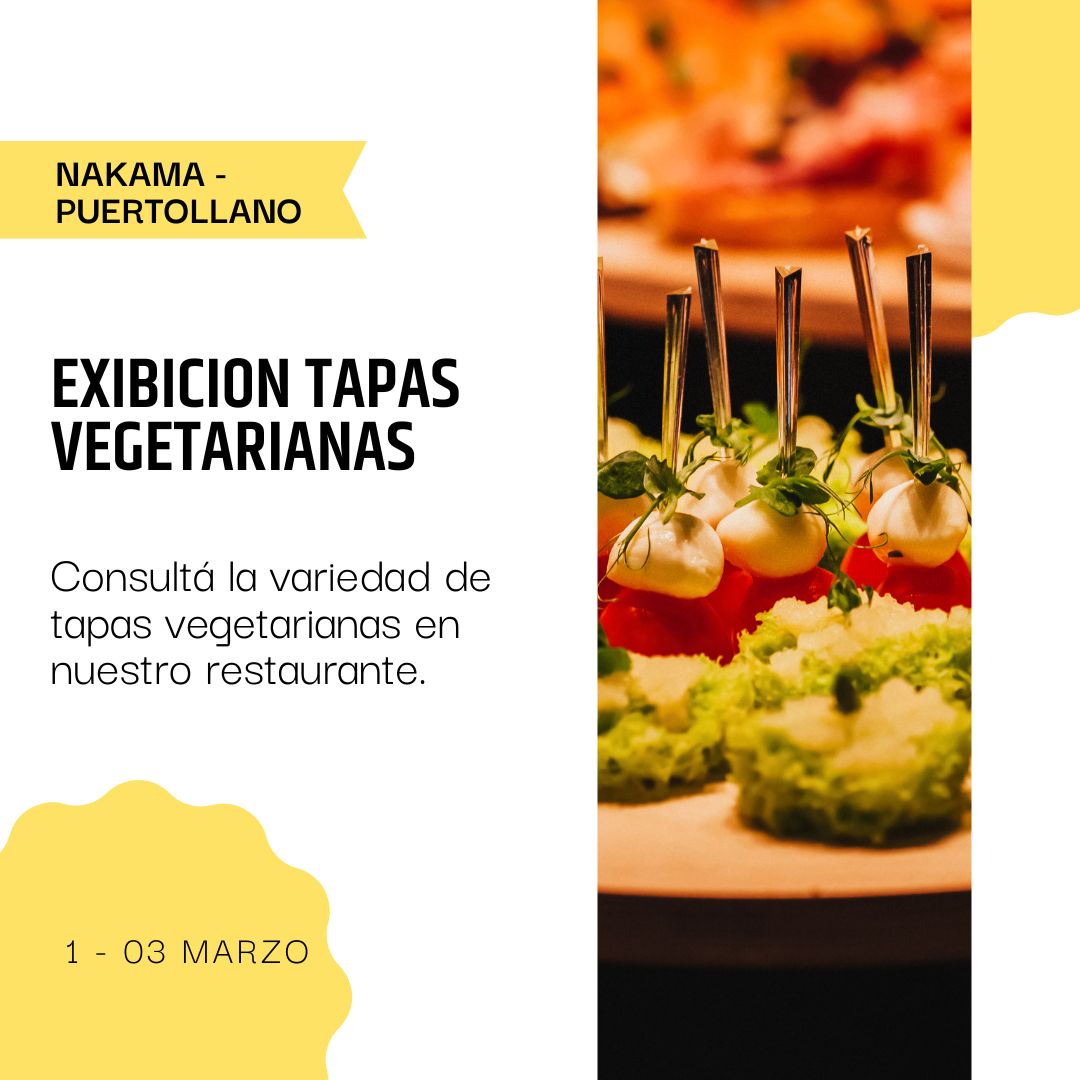 NAKAMA -
PUERTOLLANO
EXIBICION TAPAS
VEGETARIANAS
Consultá la variedad de
tapas vegetarianas en
nuestro restaurante.
1 - 03 MARZO